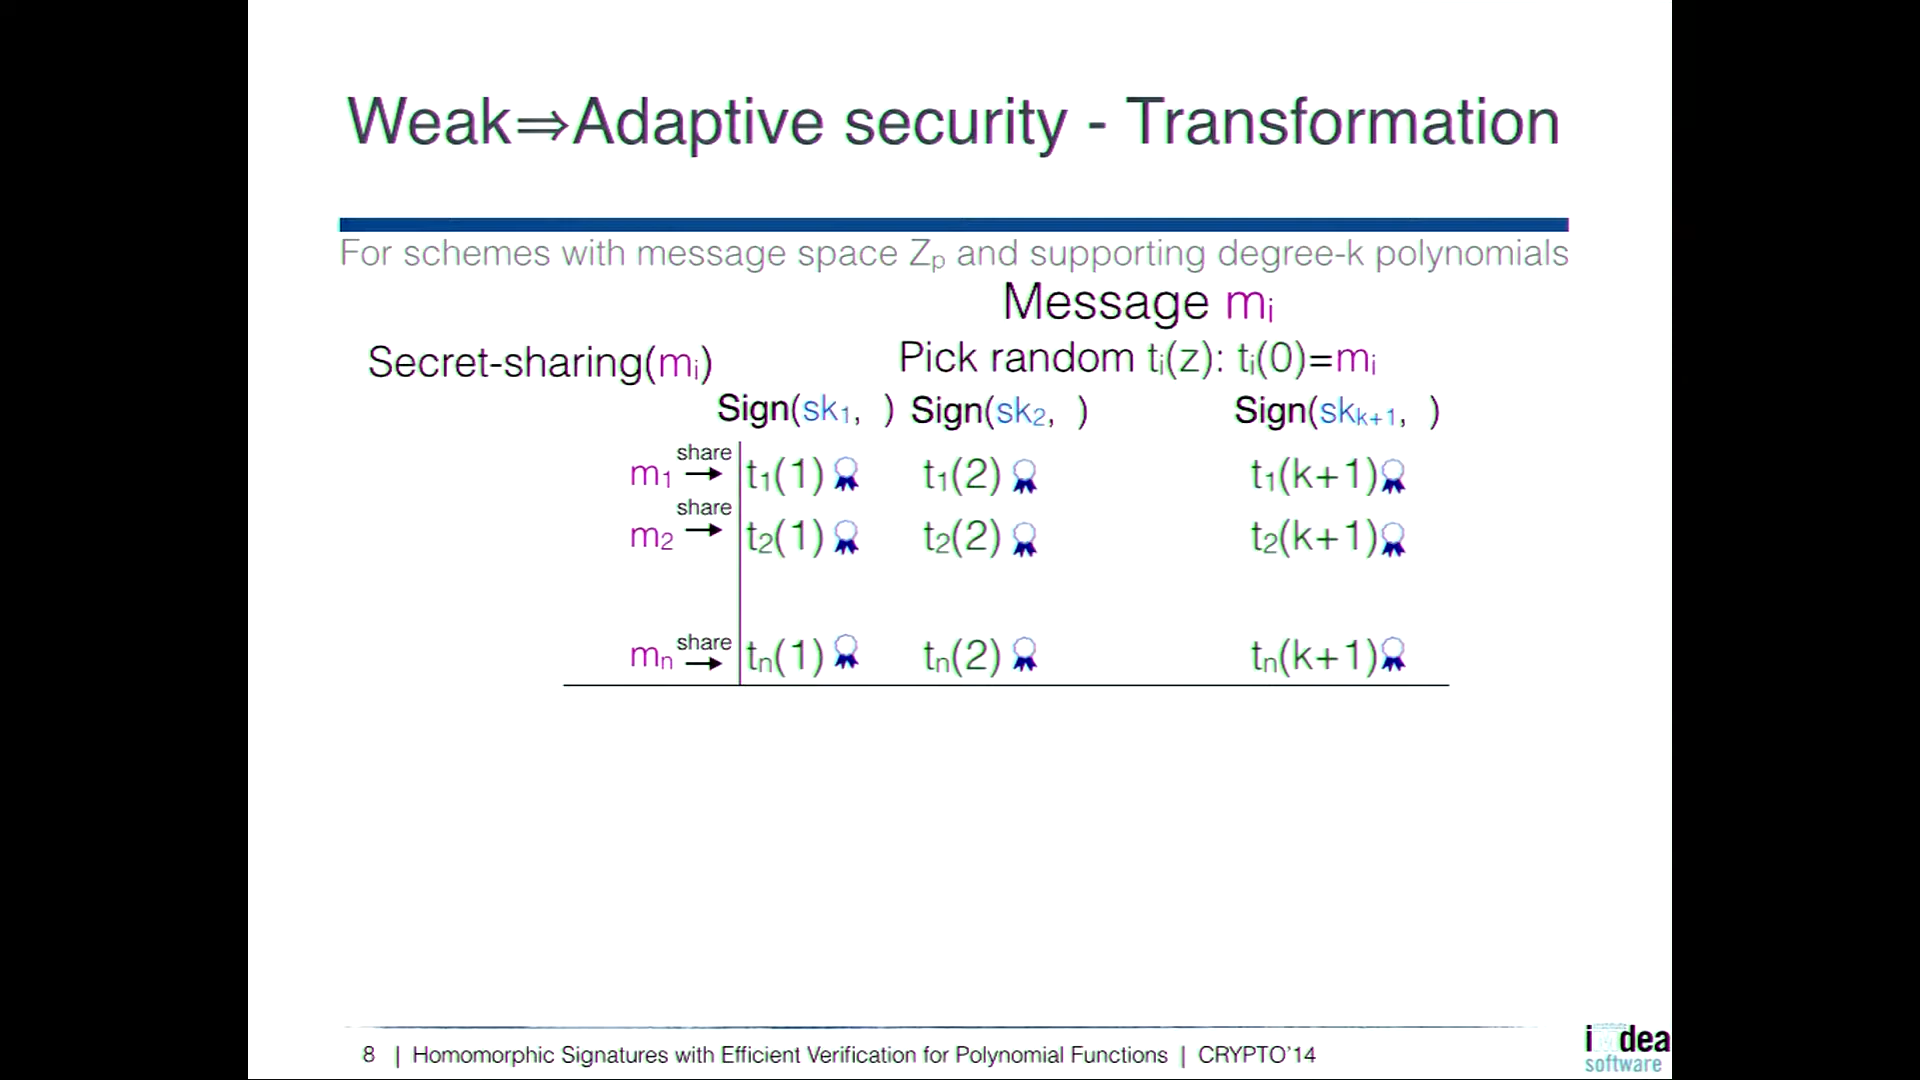 Weak⇒Adaptive security - Transformation
For schemes with message space Zp and supporting degree-k polynomials
Message mi
Secret-sharing(mi)
Pick random ti(z): ti(0)=mi
Sign(sk1, ) Sign(sk2, ) Sign(skk+1, )
m1 share → t1(1) t1(2) t1(k+1)
m2 share → t2(1) t2(2) t2(k+1)
mn share → tn(1) tn(2) tn(k+1)
8 | Homomorphic Signatures with Efficient Verification for Polynomial Functions | CRYPTO'14
i dea
software